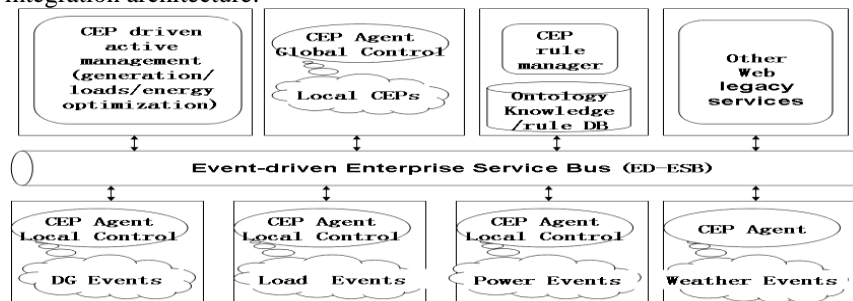 integration architecture.
CEP driven
active
management
(generation/
loads/energy
optimization)
CEP Agent
Global Control
Local CEPs
CEP
rule
manager
Ontology
Knowledge
/rule DB
Other
Web
legacy
services
Event-driven Enterprise Service Bus (ED-ESB)
CEP Agent
Local Control
DG Events
CEP Agent
Local Control
Load Events
CEP Agent
Local Control
Power Events
CEP Agent
Weather Events